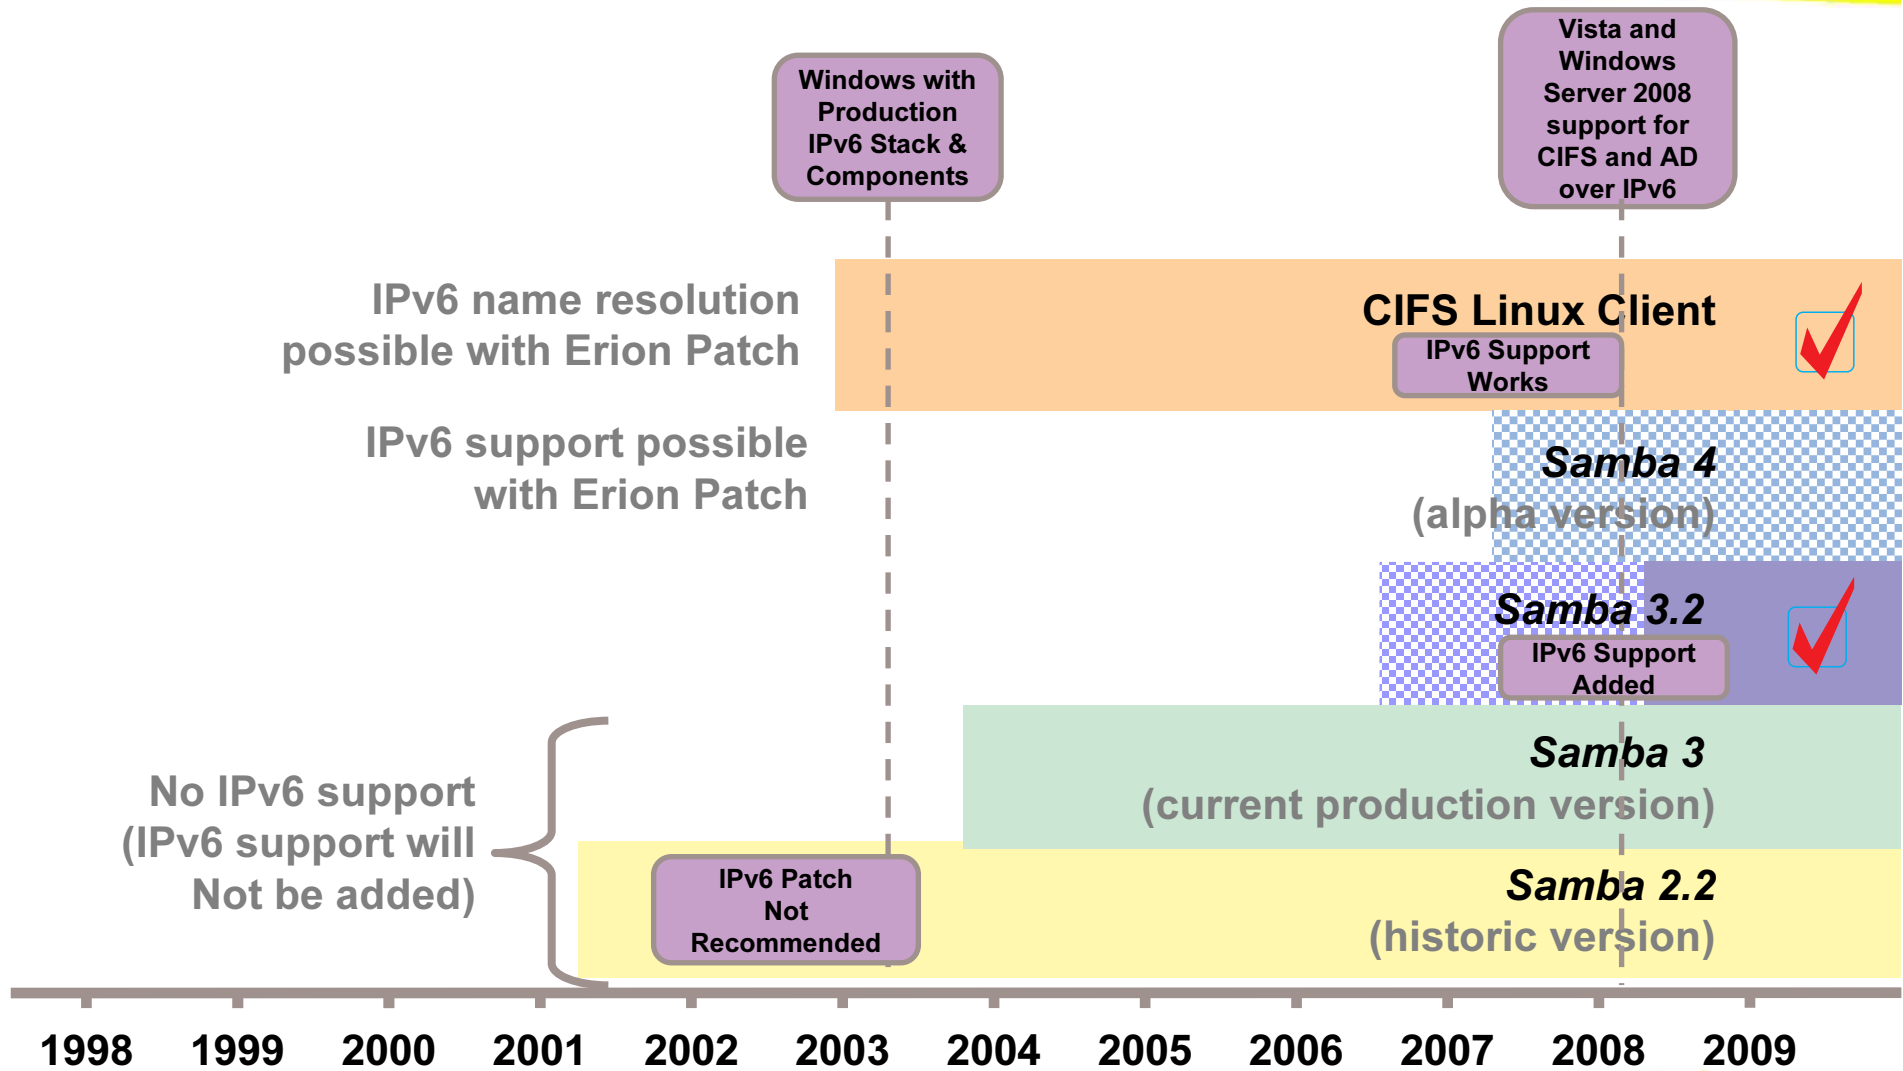 Vista and
Windows
Server 2008
support for
CIFS and AD
over IPv6
Windows with
Production
IPv6 Stack &
Components
IPv6 name resolution
possible with Erion Patch
CIFS Linux Client
IPv6 Support
Works
IPv6 support possible
with Erion Patch
Samba 4
(alpha version)
Samba 3.2
IPv6 Support
Added
Samba 3
(current production version)
No IPv6 support
(IPv6 support will
Not be added)
IPv6 Patch
Not
Recommended
Samba 2.2
(historic version)
1998 1999 2000 2001 2002 2003 2004 2005 2006 2007 2008 2009